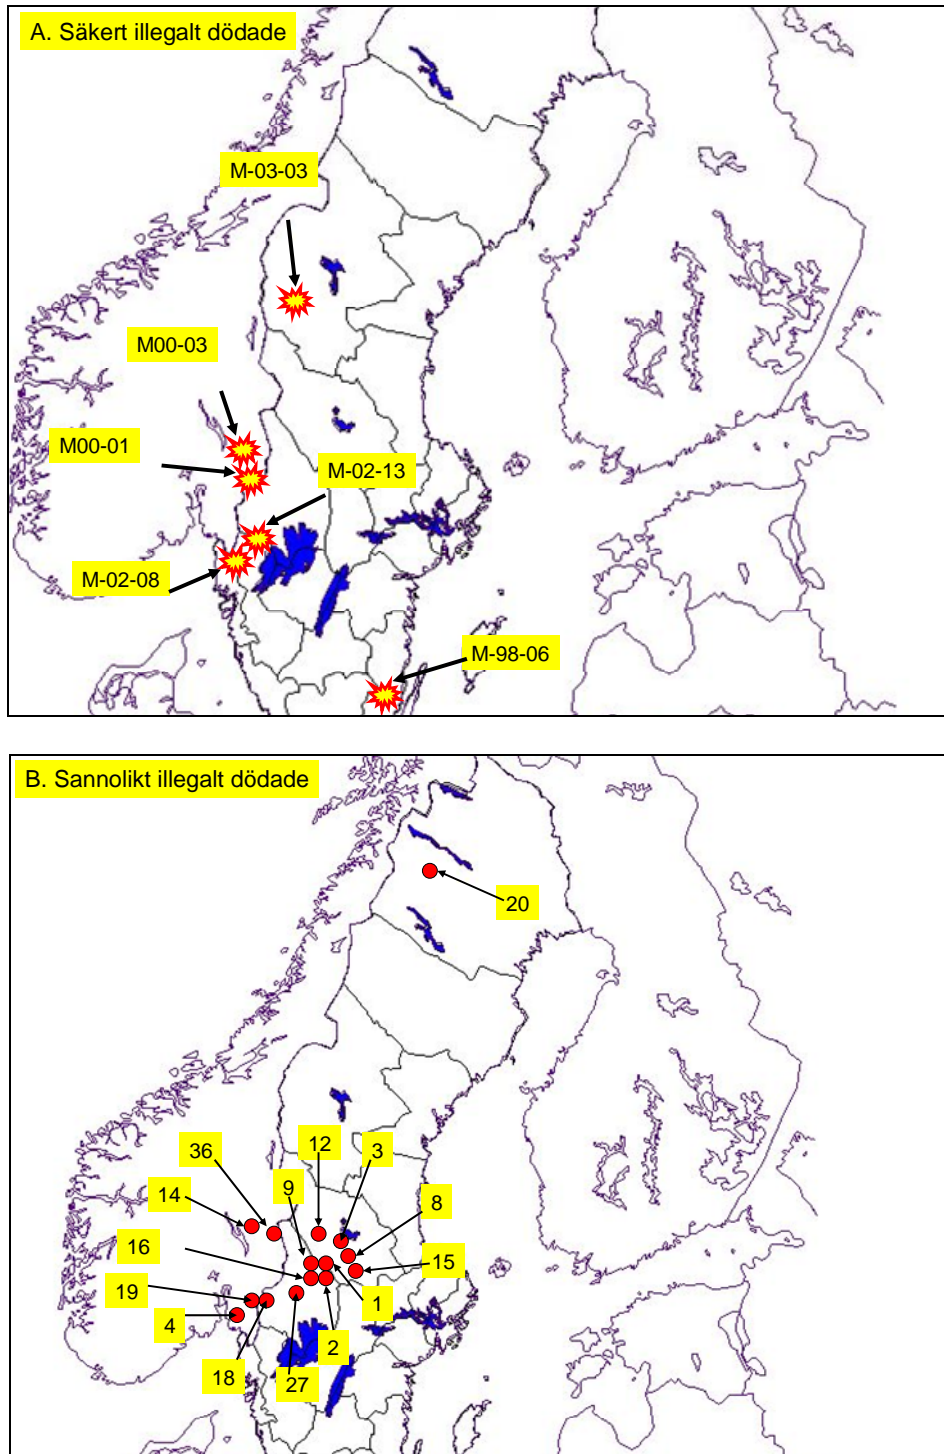 A. Säkert illegalt dödade
M-03-03
M00-03
M00-01
M-02-13
M-02-08
M-98-06
B. Sannolikt illegalt dödade
20
12
3
36
9
14
8
16
15
19
1
4
2
18
27